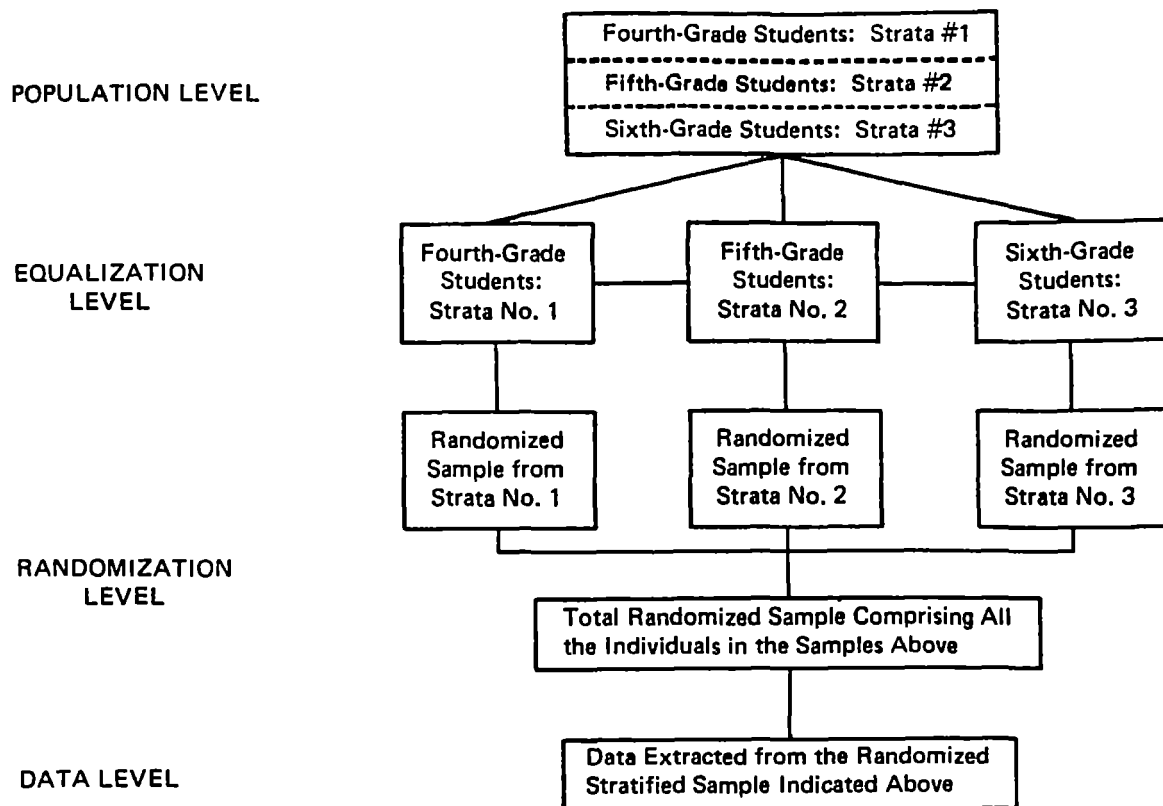 POPULATION LEVEL
Fourth-Grade Students: Strata #1
Fifth-Grade Students: Strata #2
Sixth-Grade Students: Strata #3
EQUALIZATION
LEVEL
Fourth-Grade
Students:
Strata No. 1
Fifth-Grade
Students:
Strata No. 2
Sixth-Grade
Students:
Strata No. 3
Randomized
Sample from
Strata No. 1
Randomized
Sample from
Strata No. 2
Randomized
Sample from
Strata No. 3
RANDOMIZATION
LEVEL
Total Randomized Sample Comprising All
the Individuals in the Samples Above
DATA LEVEL
Data Extracted from the Randomized
Stratified Sample Indicated Above